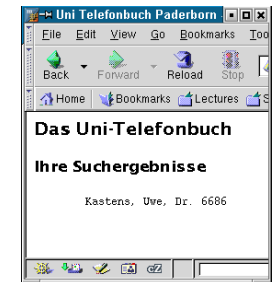 Uni Telefonbuch Paderborn
File Edit View Go Bookmarks Too
Back Forward Reload Stop
Home Bookmarks Lectures S
Das Uni-Telefonbuch
Ihre Suchergebnisse
Kastens, Uwe, Dr. 6686